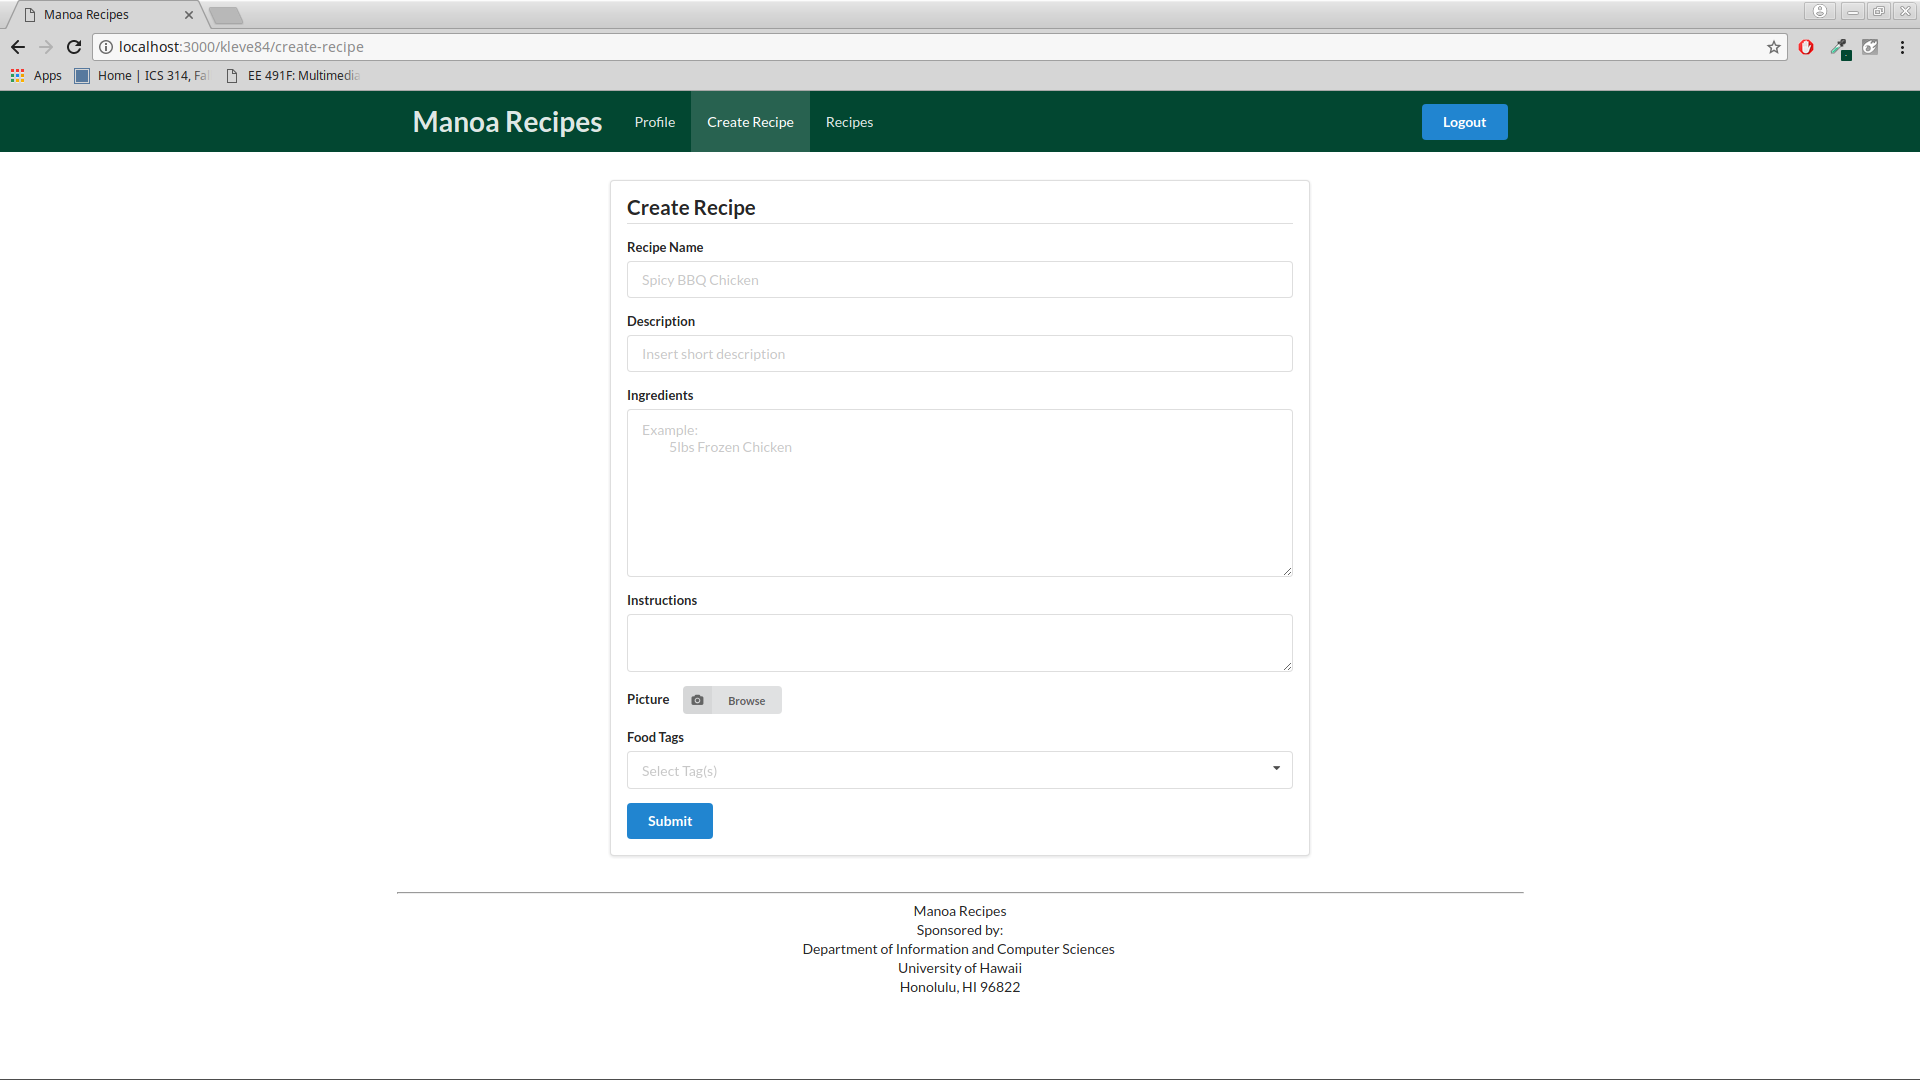 Manoa Recipes
localhost:3000/kleve84/create-recipe
Apps Home | ICS 314, Fal EE 491F: Multimedia
Manoa Recipes Profile Create Recipe Recipes Logout
Create Recipe
Recipe Name
Spicy BBQ Chicken
Description
Insert short description
Ingredients
Example:
5lbs Frozen Chicken
Instructions
Picture Browse
Food Tags
Select Tag(s)
Submit
Manoa Recipes
Sponsored by:
Department of Information and Computer Sciences
University of Hawaii
Honolulu, HI 96822